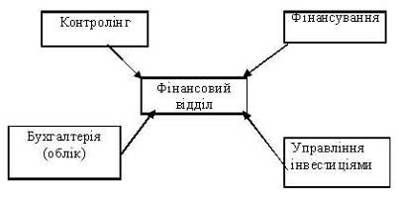 Контролінг
Фінансування
Фінансовий
відділ
Бухгалтерія
(облік)
Управління
інвестиціями